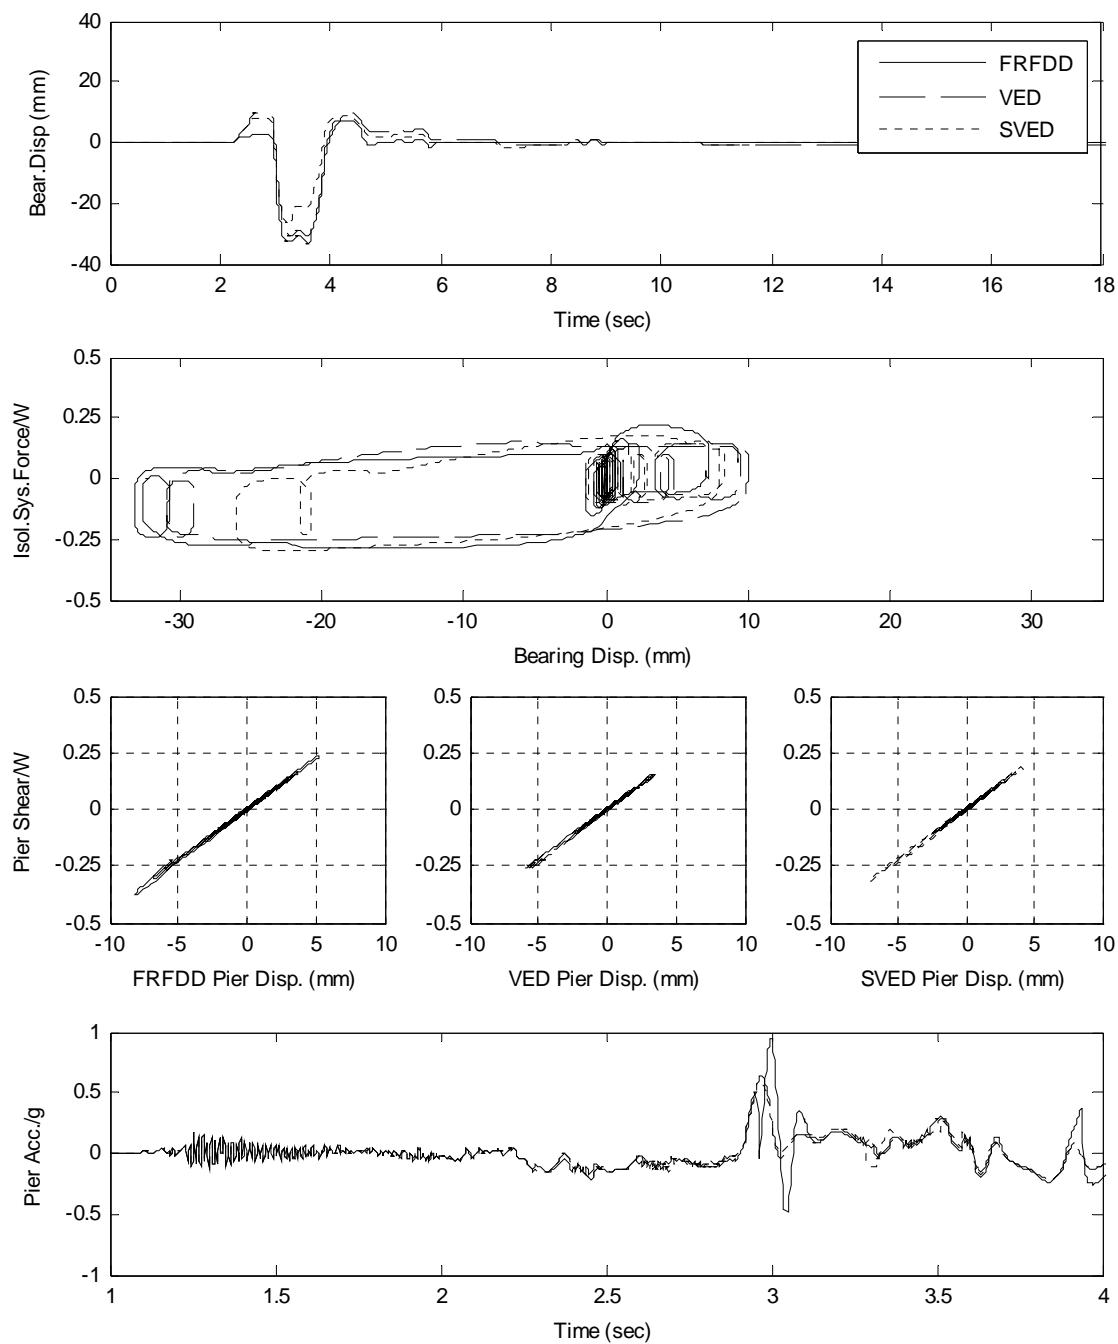 40
20
0
-20
-40
Bear.Disp (mm)
FRFDD
VED
SVED
0 2 4 6 8 10 12 14 16 18
Time (sec)
0.5
0.25
0
-0.25
-0.5
Isol.Sys.Force/W
-30 -20 -10 0 10 20 30
Bearing Disp. (mm)
0.5
0.25
0
-0.25
-0.5
Pier Shear/W
-10 -5 0 5 10
FRFDD Pier Disp. (mm)
0.5
0.25
0
-0.25
-0.5
-10 -5 0 5 10
VED Pier Disp. (mm)
0.5
0.25
0
-0.25
-0.5
-10 -5 0 5 10
SVED Pier Disp. (mm)
1
0.5
0
-0.5
-1
Pier Acc./g
1 1.5 2 2.5 3 3.5 4
Time (sec)